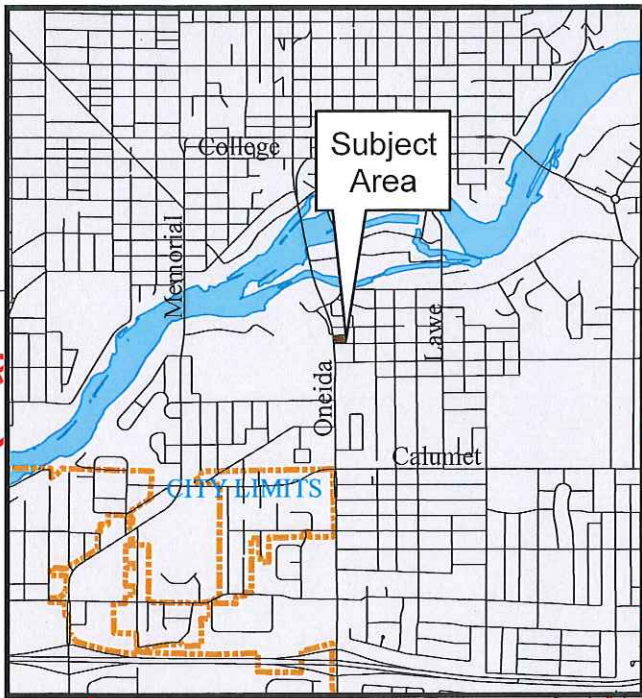 College
Subject
Area
Memorial
Lawe
Oneida
Calumet
CITY LIMITS